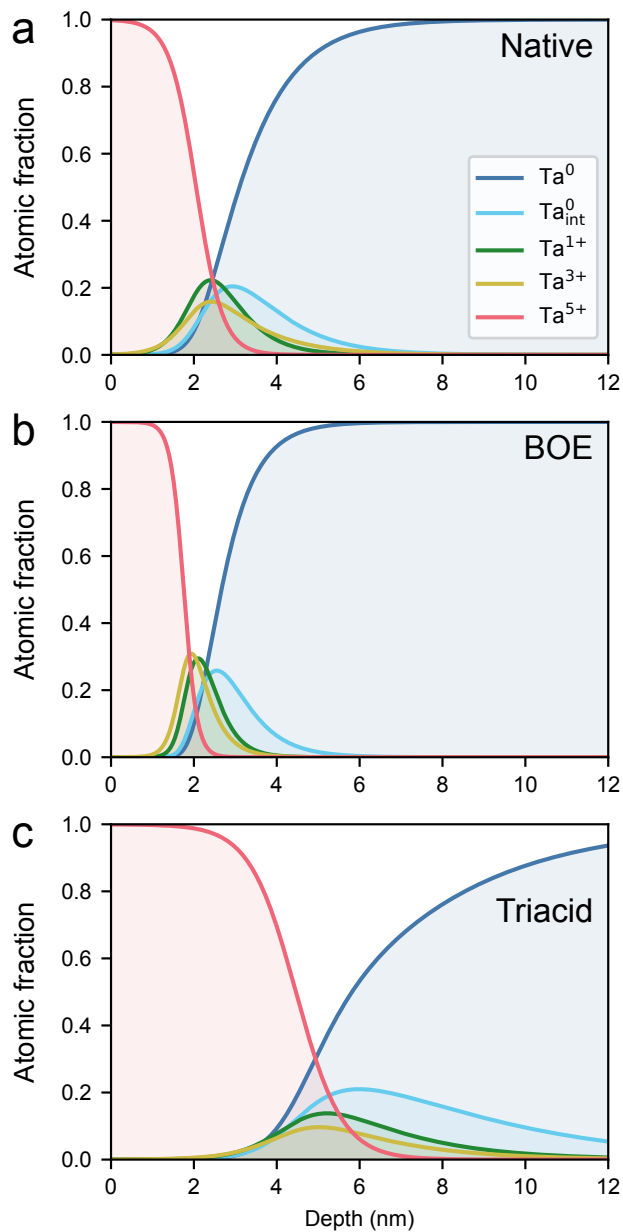 a
Native
Atomic fraction
1.0
0.8
0.6
0.4
0.2
0.0
Ta⁰
Ta⁰int
Ta¹⁺
Ta³⁺
Ta⁵⁺
0 2 4 6 8 10 12
b
BOE
Atomic fraction
1.0
0.8
0.6
0.4
0.2
0.0
0 2 4 6 8 10 12
c
Triacid
Atomic fraction
1.0
0.8
0.6
0.4
0.2
0.0
0 2 4 6 8 10 12
Depth (nm)